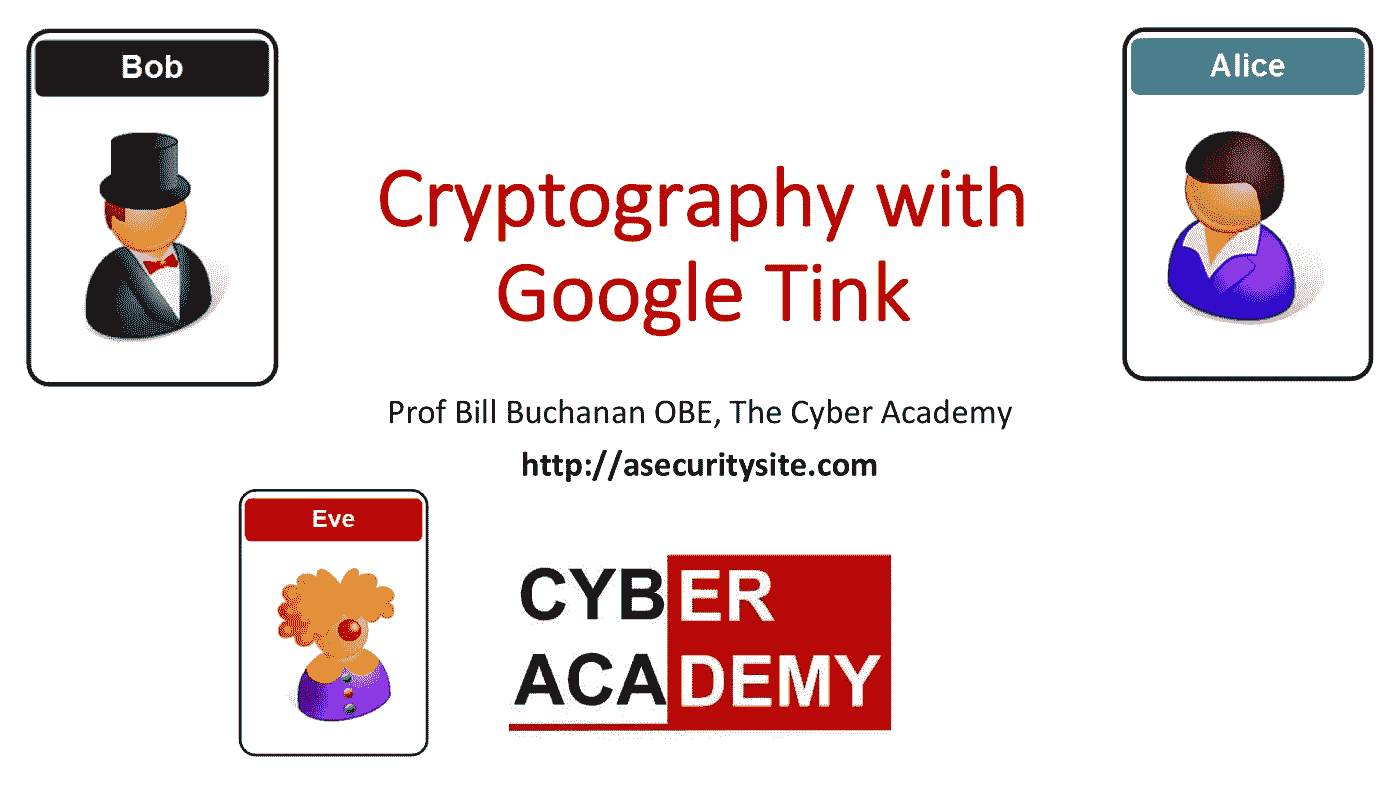 Bob
Alice
Cryptography with
Google Tink
Prof Bill Buchanan OBE, The Cyber Academy
http://asecuritysite.com
Eve
CYBER
ACADEMY